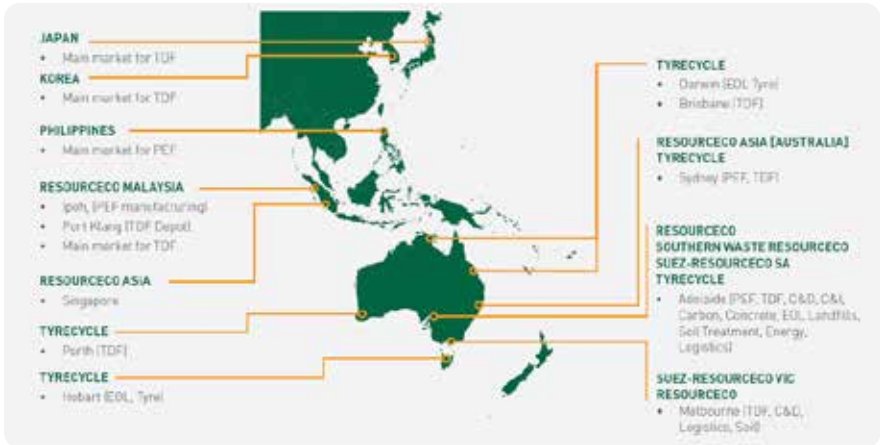 JAPAN
• Main market for TDF
KOREA
• Main market for TDF
PHILIPPINES
• Main market for PEF
RESOURCECO MALAYSIA
• Ipoh, (PEF manufacturing)
• Port Klang (TDF Depot)
• Main market for TDF
RESOURCECO ASIA
• Singapore
TYRECYCLE
• Perth (TDF)
TYRECYCLE
• Hobart (EOL, Tyre)
TYRECYCLE
• Darwin (EOL Tyre)
• Brisbane (TDF)
RESOURCECO ASIA (AUSTRALIA)
TYRECYCLE
• Sydney (PEF, TDF)
RESOURCECO
SOUTHERN WASTE RESOURCECO
SUEZ-RESOURCECO SA
TYRECYCLE
• Adelaide (PEF, TDF, C&D, C&I,
Carbon, Concrete, EOL Landfills,
Soil Treatment, Energy,
Logistics)
SUEZ-RESOURCECO VIC
RESOURCECO
• Melbourne (TDF, C&D,
Logistics, Soil)